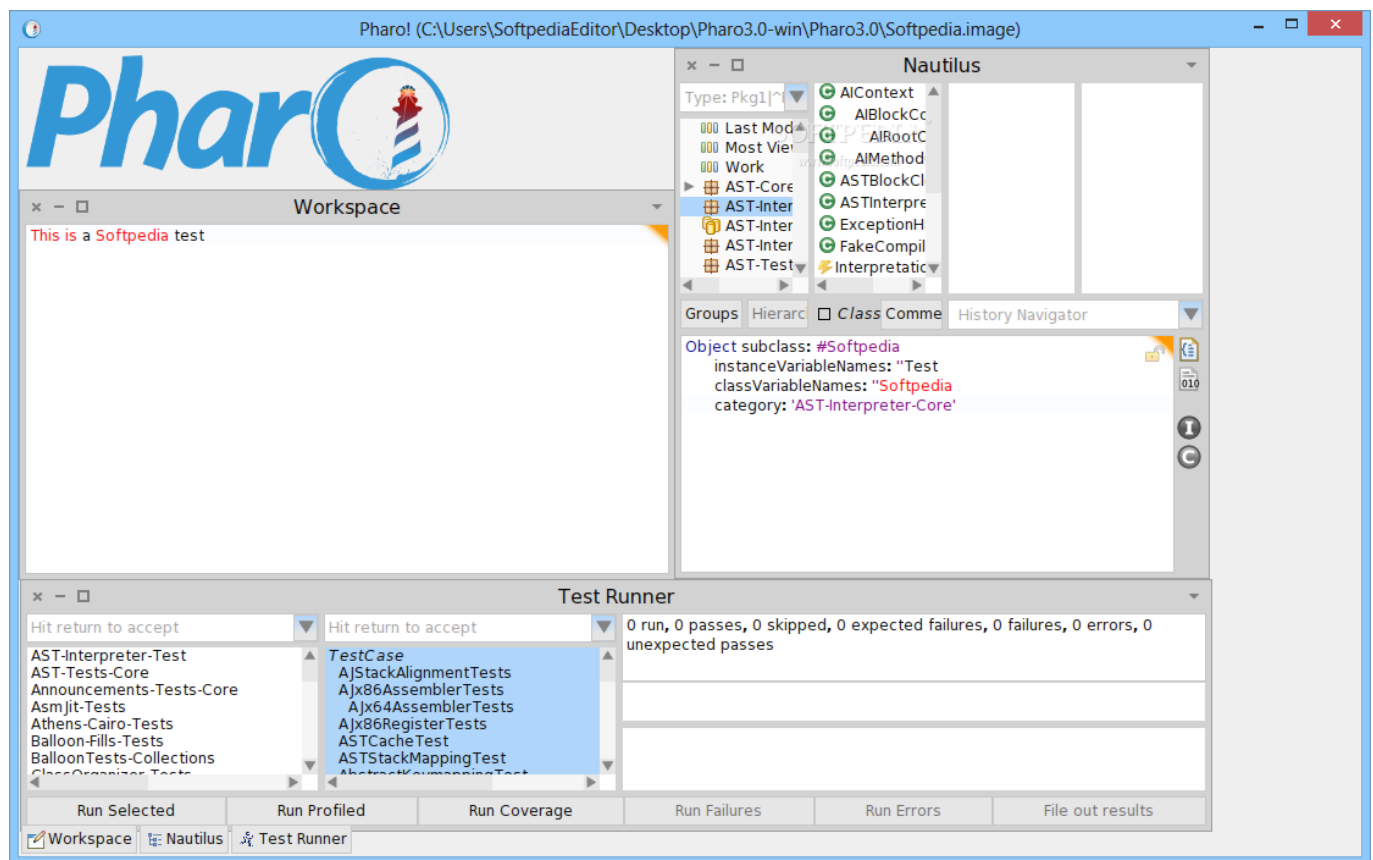 Pharo! (C:\Users\SoftpediaEditor\Desktop\Pharo3.0-win\Pharo3.0\Softpedia.image)
Pharo
Workspace
This is a Softpedia test
Nautilus
Type: Pkg1|^
Last Mod
Most Vie
Work
AST-Core
AST-Inter
AST-Inter
AST-Inter
AST-Test
AIContext
AIBlockCo
AIRootC
AIMethod
ASTBlockCl
ASTInterpre
ExceptionH
FakeCompil
Interpretatic
Groups Hierarc Class Comme History Navigator
Object subclass: #Softpedia
instanceVariableNames: ''Test
classVariableNames: ''Softpedia
category: 'AST-Interpreter-Core'
010
I
C
Test Runner
Hit return to accept
AST-Interpreter-Test
AST-Tests-Core
Announcements-Tests-Core
AsmJit-Tests
Athens-Cairo-Tests
Balloon-Fills-Tests
BalloonTests-Collections
ClassOrganizer-Tests
Hit return to accept
TestCase
AJStackAlignmentTests
AJx86AssemblerTests
AJx64AssemblerTests
AJx86RegisterTests
ASTCacheTest
ASTStackMappingTest
AbstractKeymappingTest
0 run, 0 passes, 0 skipped, 0 expected failures, 0 failures, 0 errors, 0
unexpected passes
Run Selected Run Profiled Run Coverage Run Failures Run Errors File out results
Workspace Nautilus Test Runner